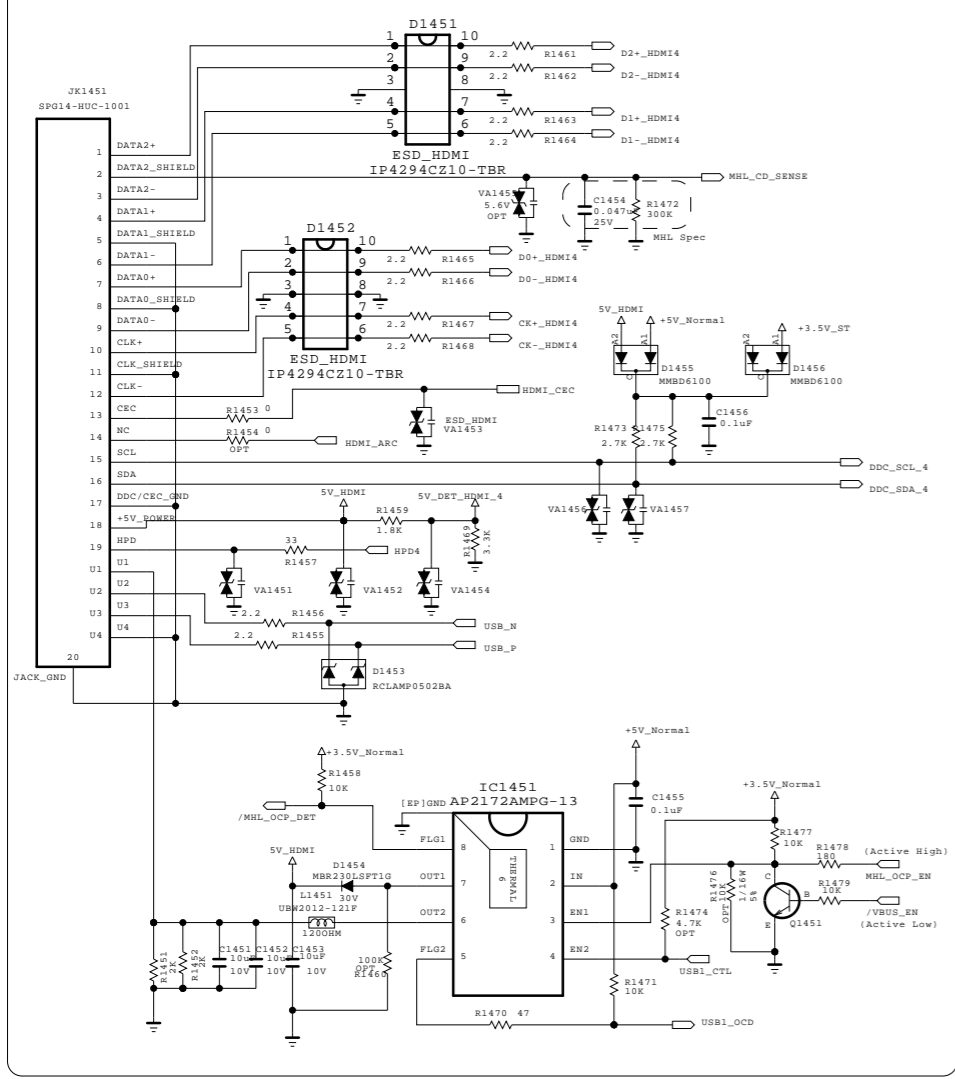 D1451
1 10
2.2 R1461 D2+_HDMI4
2 9
2.2 R1462 D2-_HDMI4
3 8
4 7
2.2 R1463 D1+_HDMI4
5 6
2.2 R1464 D1-_HDMI4
ESD_HDMI
IP4294CZ10-TBR
JK1451
SPG14-HUC-1001
1 DATA2+
2 DATA2_SHIELD
3 DATA2-
4 DATA1+
5 DATA1_SHIELD
6 DATA1-
7 DATA0+
8 DATA0_SHIELD
9 DATA0-
10 CLK+
11 CLK_SHIELD
12 CLK-
13 CEC
14 NC
15 SCL
16 SDA
17 DDC/CEC_GND
18 +5V_POWER
19 HPD
U1 U1
U2 U2
U3 U3
U4 U4
20
JACK_GND
MHL_CD_SENSE
5.6V
OPT
C1454
0.047uF
25V
R1472
300K
MHL Spec
D1452
1 10
2.2 R1465 D0+_HDMI4
2 9
2.2 R1466 D0-_HDMI4
3 8
4 7
2.2 R1467 CK+_HDMI4
5 6
2.2 R1468 CK-_HDMI4
ESD_HDMI
IP4294CZ10-TBR
5V_HDMI
+5V_Normal
+3.5V_ST
A2 A1
C
D1455
MMBD6100
A2 A1
C
D1456
MMBD6100
C1456
0.1uF
R1473
2.7K
R1475
2.7K
HDMI_CEC
R1453 0
R1454 0
OPT
HDMI_ARC
ESD_HDMI
VA1453
DDC_SCL_4
DDC_SDA_4
VA1456
VA1457
5V_HDMI
5V_DET_HDMI_4
R1459
1.8K
R1469
3.3K
33
R1457
HPD4
VA1451
VA1452
VA1454
2.2 R1456
USB_N
2.2 R1455
USB_P
D1453
RCLAMP0502BA
+3.5V_Normal
R1458
10K
/MHL_OCP_DET
[EP]GND
IC1451
AP2172AMPG-13
THERMAL
6
FLG1 8
OUT1 7
OUT2 6
FLG2 5
1 GND
2 IN
3 EN1
4 EN2
+5V_Normal
C1455
0.1uF
+3.5V_Normal
R1477
10K
R1478
180
(Active High)
MHL_OCP_EN
R1479
10K
/VBUS_EN
(Active Low)
C
B
E
Q1451
R1476
10K
OPT
1/16W
5%
R1474
4.7K
OPT
USB1_CTL
R1471
10K
R1470 47
USB1_OCD
5V_HDMI
D1454
MBR230LSFT1G
30V
L1451
UBW2012-121F
120OHM
R1451
2K
R1452
2K
C1451
10uF
10V
C1452
10uF
10V
C1453
10uF
10V
100K
OPT
R1460